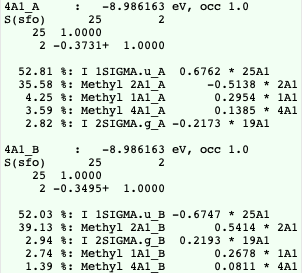 4A1_A : -8.986163 eV, occ 1.0
S(sfo) 25 2
25 1.0000
2 -0.3731+ 1.0000
52.81 %: I 1SIGMA.u_A 0.6762 * 25A1
35.58 %: Methyl 2A1_A -0.5138 * 2A1
4.25 %: Methyl 1A1_A 0.2954 * 1A1
3.59 %: Methyl 4A1_A 0.1385 * 4A1
2.82 %: I 2SIGMA.g_A -0.2173 * 19A1
4A1_B : -8.986163 eV, occ 1.0
S(sfo) 25 2
25 1.0000
2 -0.3495+ 1.0000
52.03 %: I 1SIGMA.u_B -0.6747 * 25A1
39.13 %: Methyl 2A1_B 0.5414 * 2A1
2.94 %: I 2SIGMA.g_B 0.2193 * 19A1
2.74 %: Methyl 1A1_B 0.2678 * 1A1
1.39 %: Methyl 4A1_B 0.0811 * 4A1